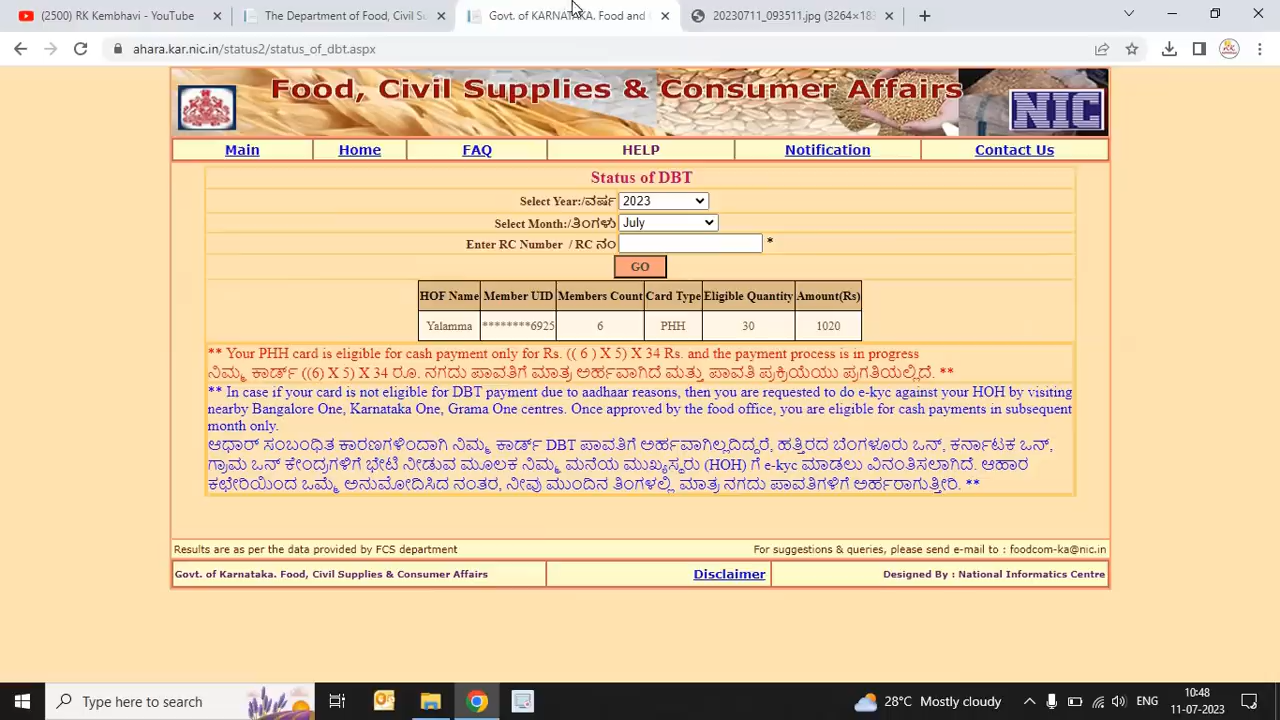 (2500) RK Kembhavi - YouTube
The Department of Food, Civil S
Govt. of KARNATAKA. Food and
20230711_093511.jpg (3264×18
ahara.kar.nic.in/status2/status_of_dbt.aspx
Food, Civil Supplies & Consumer Affairs
NIC
Main Home FAQ HELP Notification Contact Us
Status of DBT
Select Year:/ವರ್ಷ 2023
Select Month:/ತಿಂಗಳು July
Enter RC Number / RC ನಂ *
GO
HOF Name Member UID Members Count Card Type Eligible Quantity Amount(Rs)
Yalamma ********6925 6 PHH 30 1020
** Your PHH card is eligible for cash payment only for Rs. (( 6 ) X 5) X 34 Rs. and the payment process is in progress
ನಿಮ್ಮ ಕಾರ್ಡ್ ((6) X 5) X 34 ರೂ. ನಗದು ಪಾವತಿಗೆ ಮಾತ್ರ ಅರ್ಹವಾಗಿದೆ ಮತ್ತು ಪಾವತಿ ಪ್ರಕ್ರಿಯೆಯು ಪ್ರಗತಿಯಲ್ಲಿದೆ. **
** In case if your card is not eligible for DBT payment due to aadhaar reasons, then you are requested to do e-kyc against your HOH by visiting
nearby Bangalore One, Karnataka One, Grama One centres. Once approved by the food office, you are eligible for cash payments in subsequent
month only.
ಆಧಾರ್ ಸಂಬಂಧಿತ ಕಾರಣಗಳಿಂದಾಗಿ ನಿಮ್ಮ ಕಾರ್ಡ್ DBT ಪಾವತಿಗೆ ಅರ್ಹವಾಗಿಲ್ಲದಿದ್ದರೆ, ಹತ್ತಿರದ ಬೆಂಗಳೂರು ಒನ್, ಕರ್ನಾಟಕ ಒನ್,
ಗ್ರಾಮ ಒನ್ ಕೇಂದ್ರಗಳಿಗೆ ಭೇಟಿ ನೀಡುವ ಮೂಲಕ ನಿಮ್ಮ ಮನೆಯ ಮುಖ್ಯಸ್ಥರು (HOH) ಗೆ e-kyc ಮಾಡಲು ವಿನಂತಿಸಲಾಗಿದೆ. ಆಹಾರ
ಕಛೇರಿಯಿಂದ ಒಮ್ಮೆ ಅನುಮೋದಿಸಿದ ನಂತರ, ನೀವು ಮುಂದಿನ ತಿಂಗಳಲ್ಲಿ ಮಾತ್ರ ನಗದು ಪಾವತಿಗಳಿಗೆ ಅರ್ಹರಾಗುತ್ತೀರಿ. **
Results are as per the data provided by FCS department For suggestions & queries, please send e-mail to : foodcom-ka@nic.in
Govt. of Karnataka. Food, Civil Supplies & Consumer Affairs Disclaimer Designed By : National Informatics Centre
Type here to search 28°C Mostly cloudy ENG 10:48
11-07-2023